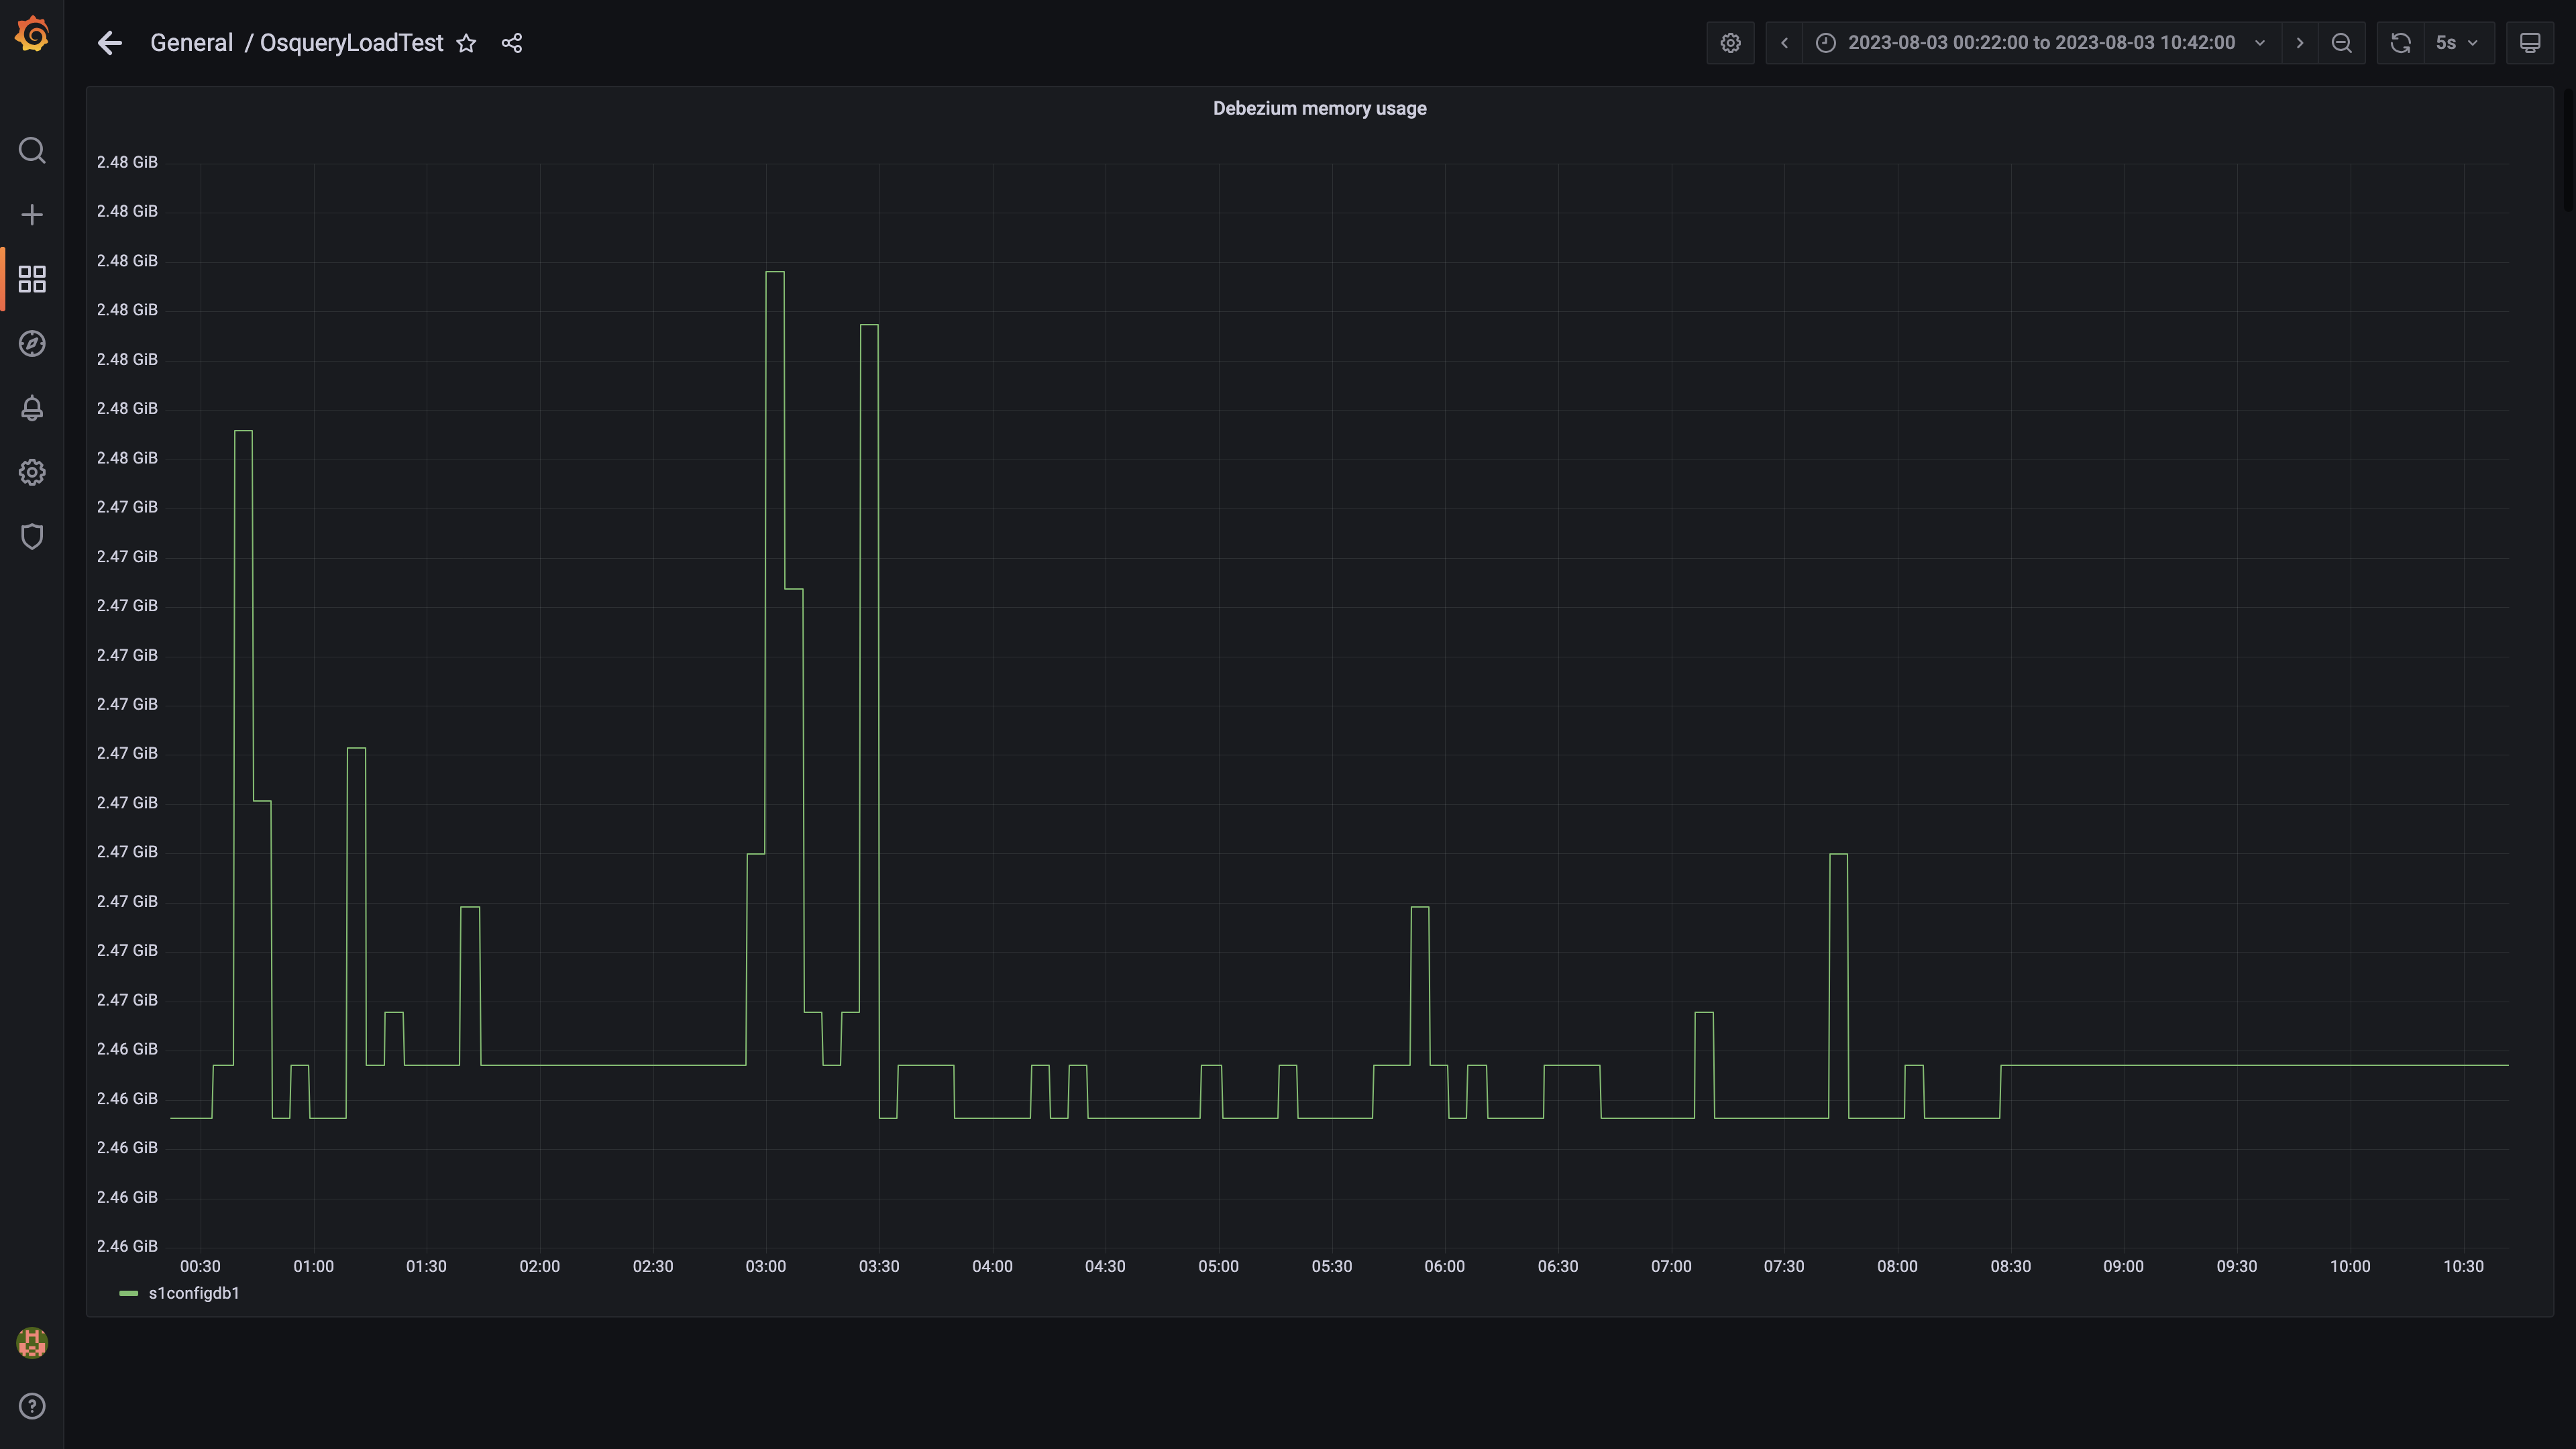 General / OsqueryLoadTest
2023-08-03 00:22:00 to 2023-08-03 10:42:00
5s
Debezium memory usage
2.48 GiB
2.48 GiB
2.48 GiB
2.48 GiB
2.48 GiB
2.48 GiB
2.48 GiB
2.47 GiB
2.47 GiB
2.47 GiB
2.47 GiB
2.47 GiB
2.47 GiB
2.47 GiB
2.47 GiB
2.47 GiB
2.47 GiB
2.47 GiB
2.46 GiB
2.46 GiB
2.46 GiB
2.46 GiB
2.46 GiB
00:30 01:00 01:30 02:00 02:30 03:00 03:30 04:00 04:30 05:00 05:30 06:00 06:30 07:00 07:30 08:00 08:30 09:00 09:30 10:00 10:30
s1configdb1